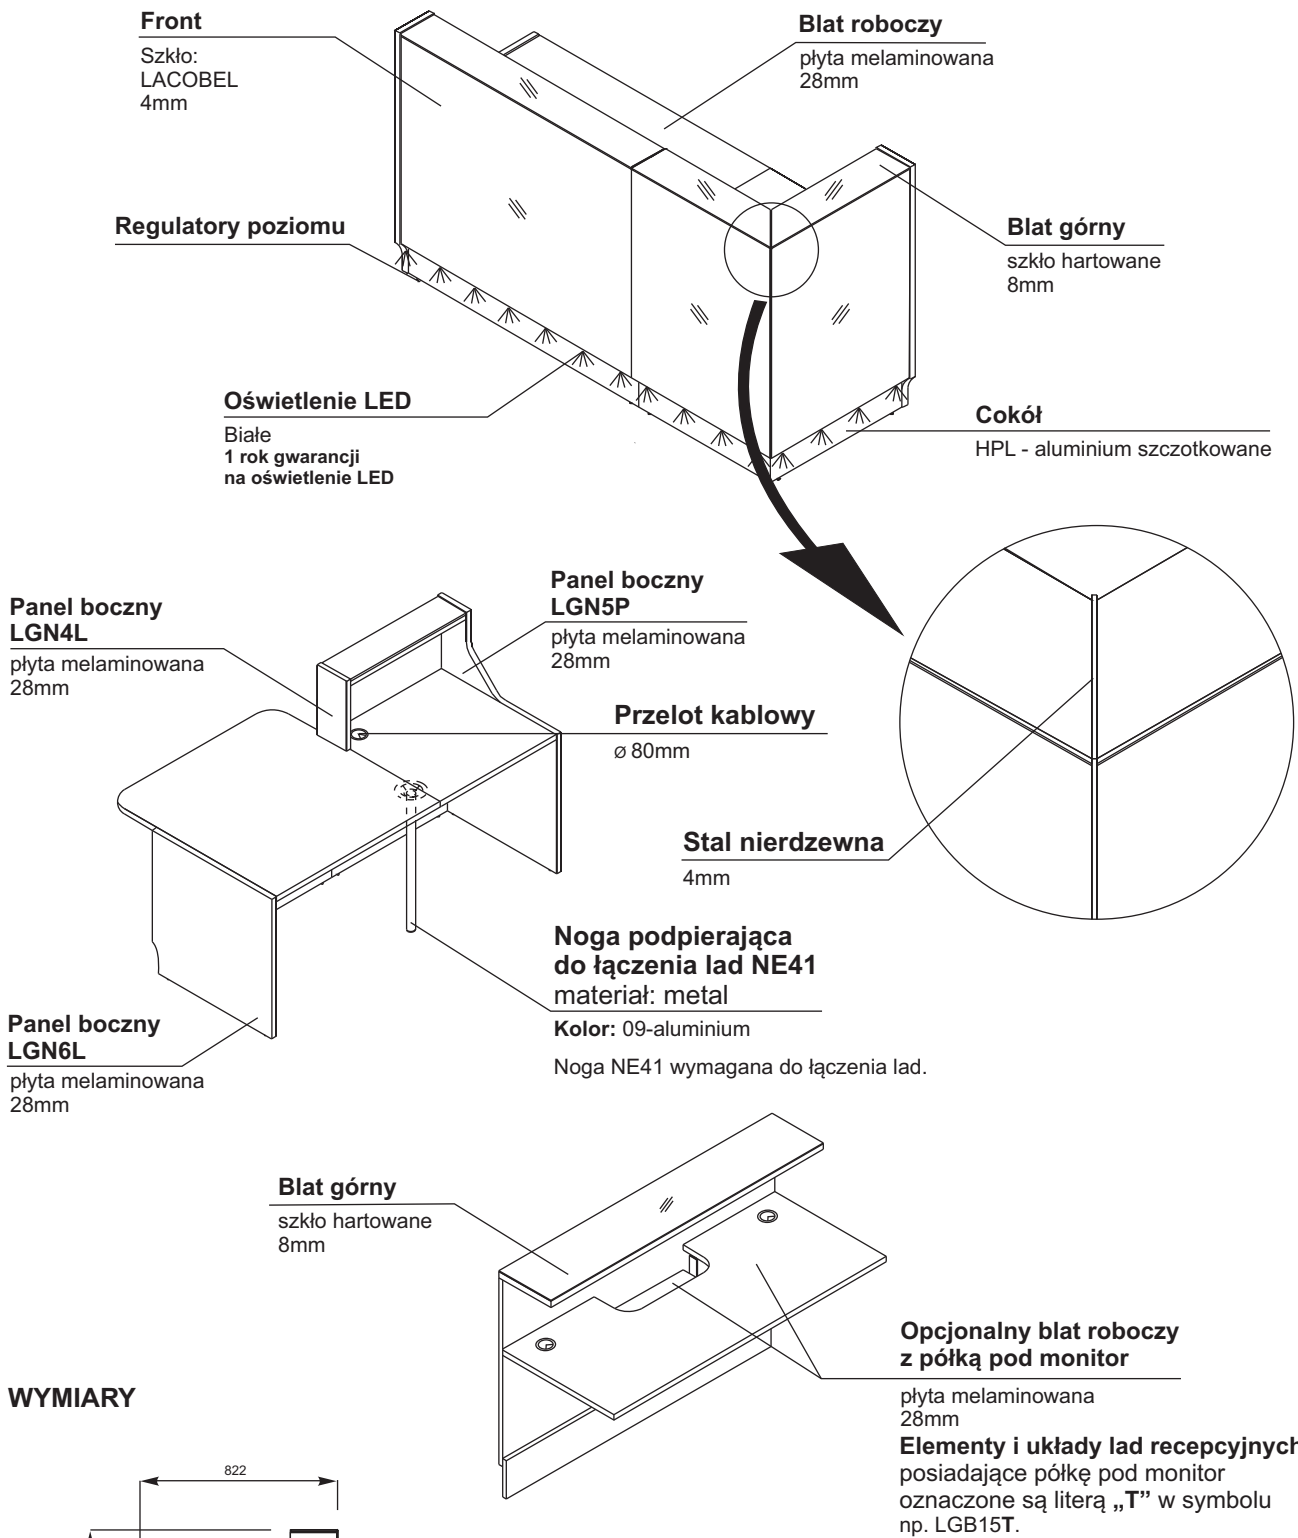 Front
Szkło:
LACOBEL
4mm
Blat roboczy
płyta melaminowana
28mm
Regulatory poziomu
Blat górny
szkło hartowane
8mm
Oświetlenie LED
Białe
1 rok gwarancji
na oświetlenie LED
Cokół
HPL - aluminium szczotkowane
Panel boczny
LGN4L
płyta melaminowana
28mm
Panel boczny
LGN5P
płyta melaminowana
28mm
Przelot kablowy
ø 80mm
Stal nierdzewna
4mm
Noga podpierająca
do łączenia lad NE41
materiał: metal
Kolor: 09-aluminium
Noga NE41 wymagana do łączenia lad.
Panel boczny
LGN6L
płyta melaminowana
28mm
Blat górny
szkło hartowane
8mm
Opcjonalny blat roboczy
z półką pod monitor
płyta melaminowana
28mm
Elementy i układy lad recepcyjnych
posiadające półkę pod monitor
oznaczone są literą „T” w symbolu
np. LGB15T.
WYMIARY
822